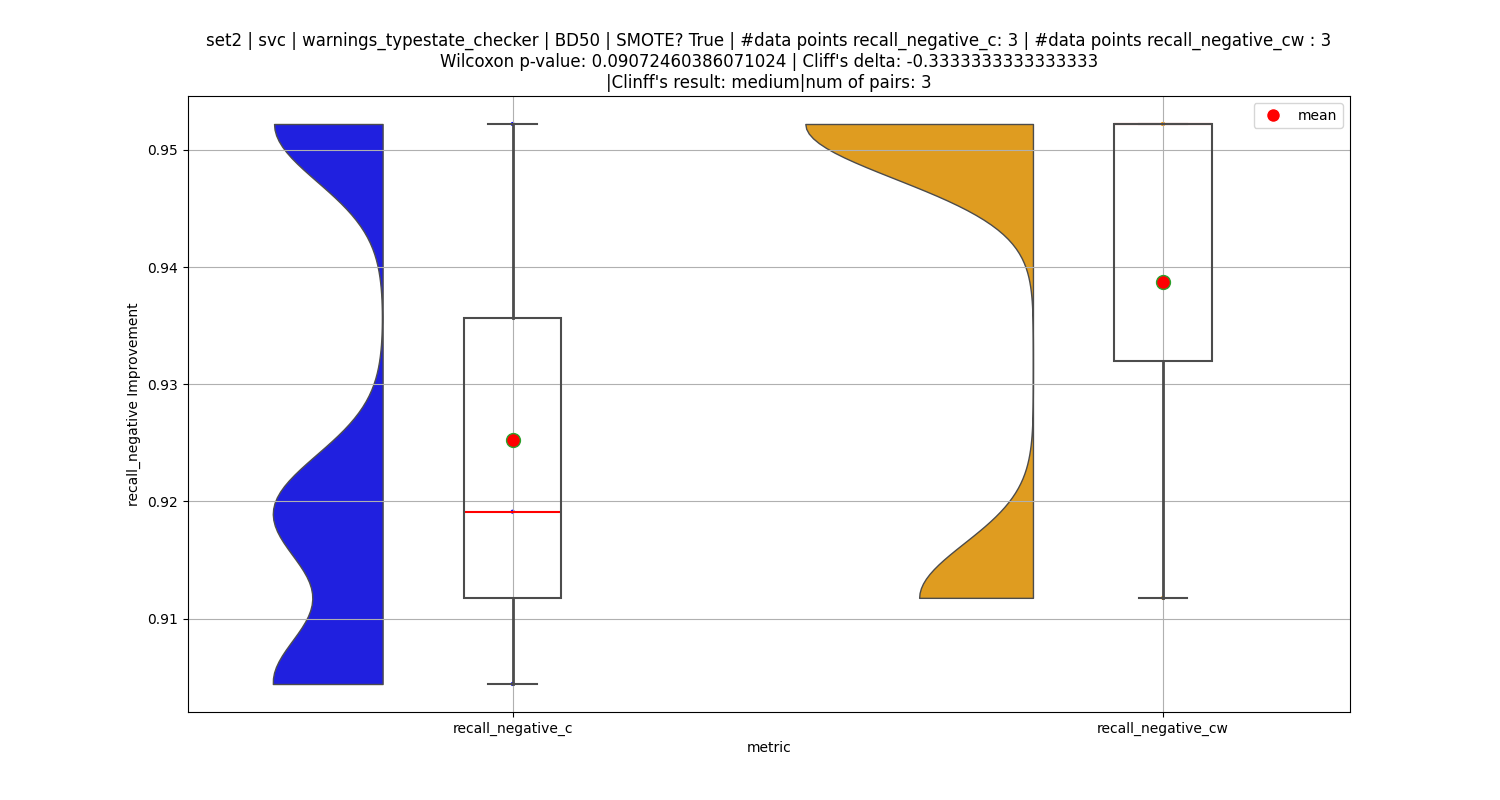 set2 | svc | warnings_typestate_checker | BD50 | SMOTE? True | #data points recall_negative_c: 3 | #data points recall_negative_cw : 3
Wilcoxon p-value: 0.09072460386071024 | Cliff's delta: -0.3333333333333333
|Clinff's result: medium|num of pairs: 3
mean
0.95
0.94
0.93
0.92
0.91
recall_negative Improvement
recall_negative_c
recall_negative_cw
metric